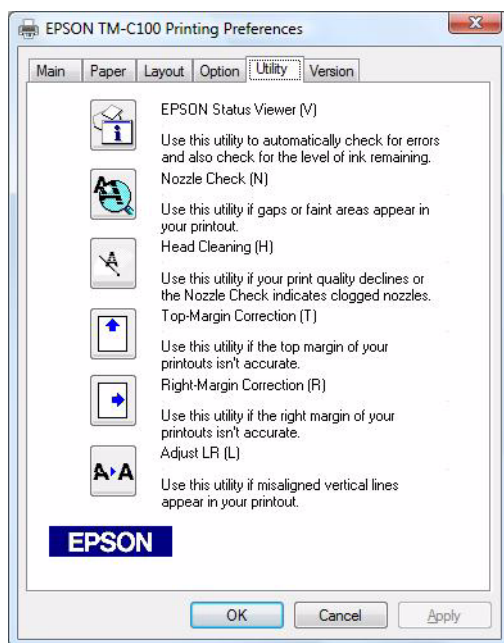 EPSON TM-C100 Printing Preferences
Main Paper Layout Option Utility Version
EPSON Status Viewer (V)
Use this utility to automatically check for errors
and also check for the level of ink remaining.
Nozzle Check (N)
Use this utility if gaps or faint areas appear in
your printout.
Head Cleaning (H)
Use this utility if your print quality declines or
the Nozzle Check indicates clogged nozzles.
Top-Margin Correction (T)
Use this utility if the top margin of your
printouts isn't accurate.
Right-Margin Correction (R)
Use this utility if the right margin of your
printouts isn't accurate.
Adjust LR (L)
Use this utility if misaligned vertical lines
appear in your printout.
EPSON
OK Cancel Apply